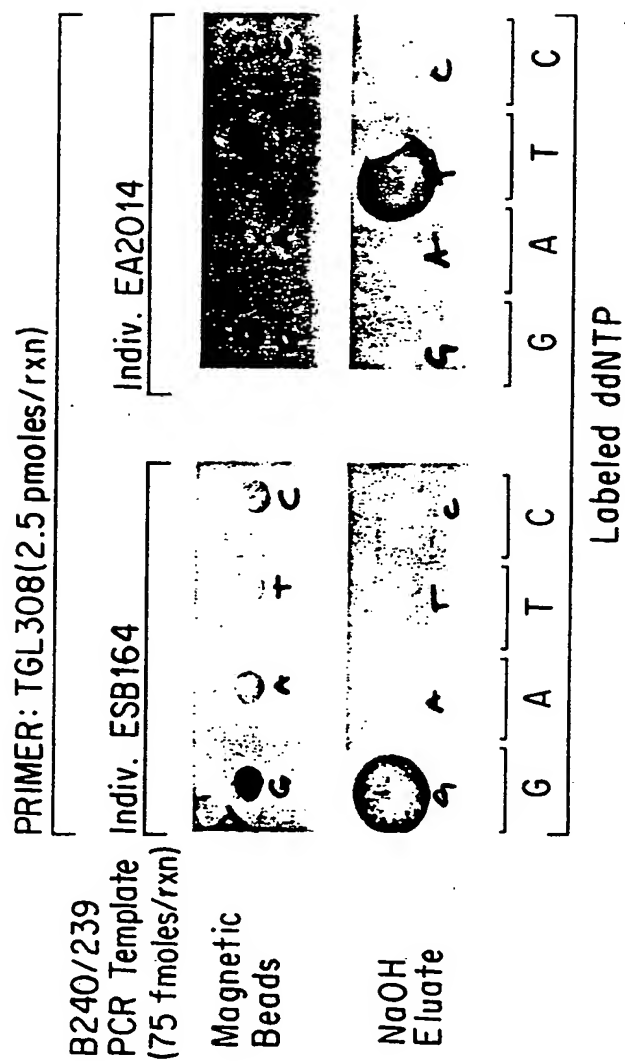 PRIMER: TGL308(2.5 pmoles/rxn)
B240/239
PCR Template
(75 fmoles/rxn)
Indiv. ESB164
Indiv. EA2014
Magnetic
Beads
G A T C
NaOH
Eluate
G A T C
G A T C
G A T C
G A T C
Labeled ddNTP